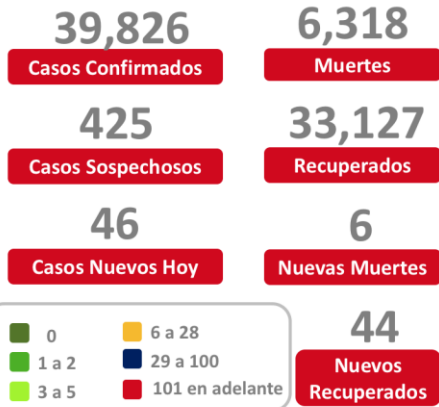 39,826
Casos Confirmados
6,318
Muertes
425
Casos Sospechosos
33,127
Recuperados
46
Casos Nuevos Hoy
6
Nuevas Muertes
0
1 a 2
3 a 5
6 a 28
29 a 100
101 en adelante
44
Nuevos
Recuperados